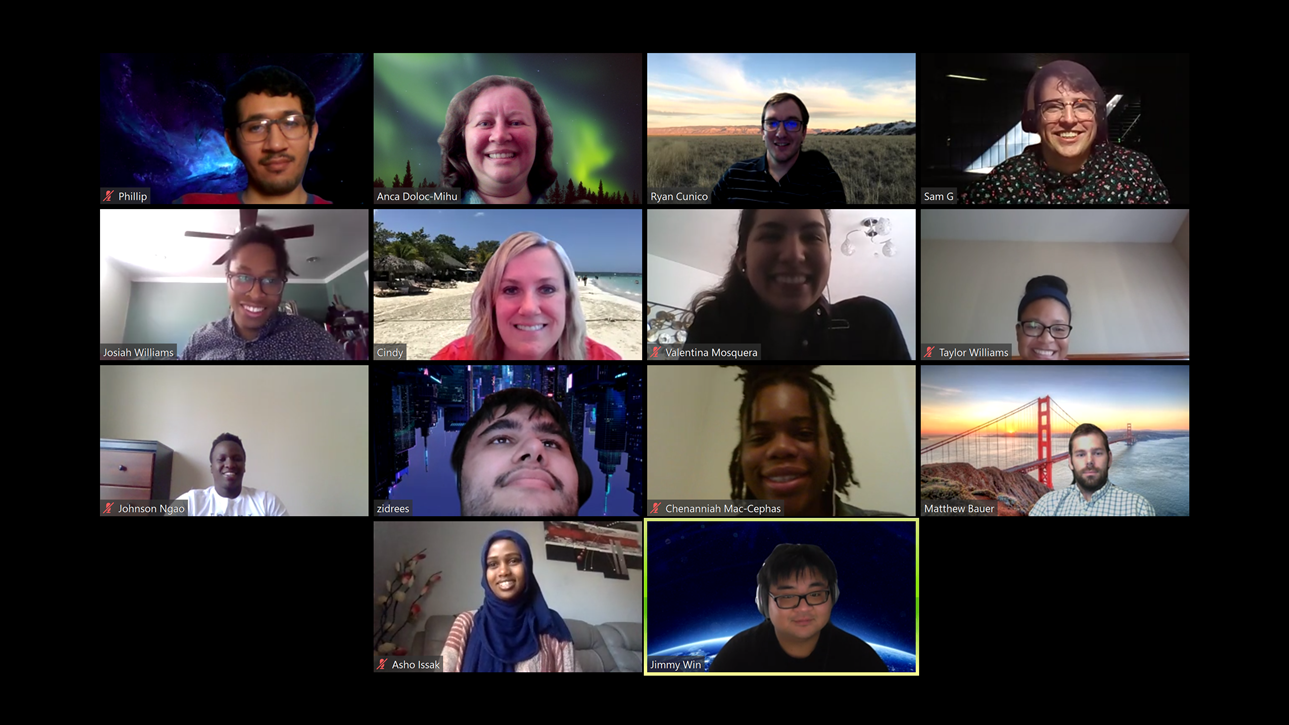 Phillip
Anca Doloc-Mihu
Ryan Cunico
Sam G
Josiah Williams
Cindy
Valentina Mosquera
Taylor Williams
Johnson Ngao
zidrees
Chenanniah Mac-Cephas
Matthew Bauer
Asho Issak
Jimmy Win